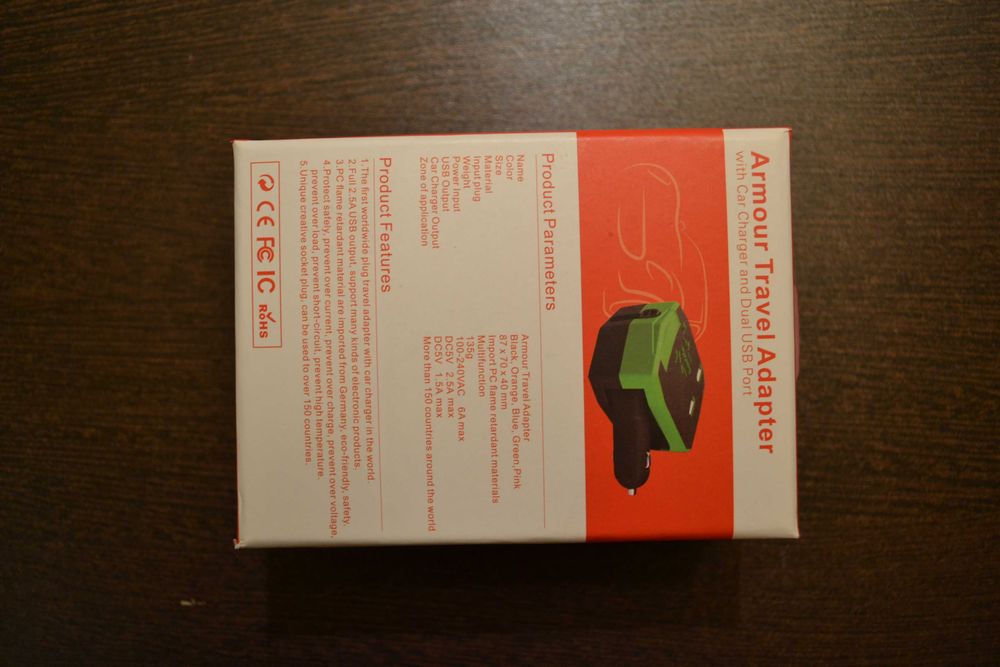 Armour Travel Adapter
with Car Charger and Dual USB Port
Product Parameters
Name Armour Travel Adapter
Color Black, Orange, Blue, Green, Pink
Size 87 x 70 x 40 mm
Material Import PC flame retardant materials
Input plug Multifunction
Weight 135g
Power Input 100-240VAC 6A max
USB Output DC5V 2.5A max
Car Charger Output DC5V 1.5A max
Zone of application More than 150 countries around the world
Product Features
1.The first worldwide plug travel adapter with car charger in the world.
2.Full 2.5A USB output, support many kinds of electronic products.
3.PC flame retardant material are imported from Germany, eco-friendly, safety.
4.Protect safely, prevent over current, prevent over charge, prevent over voltage,
prevent over load, prevent short-circuit, prevent high temperature.
5.Unique creative socket plug, can be used to over 150 countries.
CE FC IC RoHS